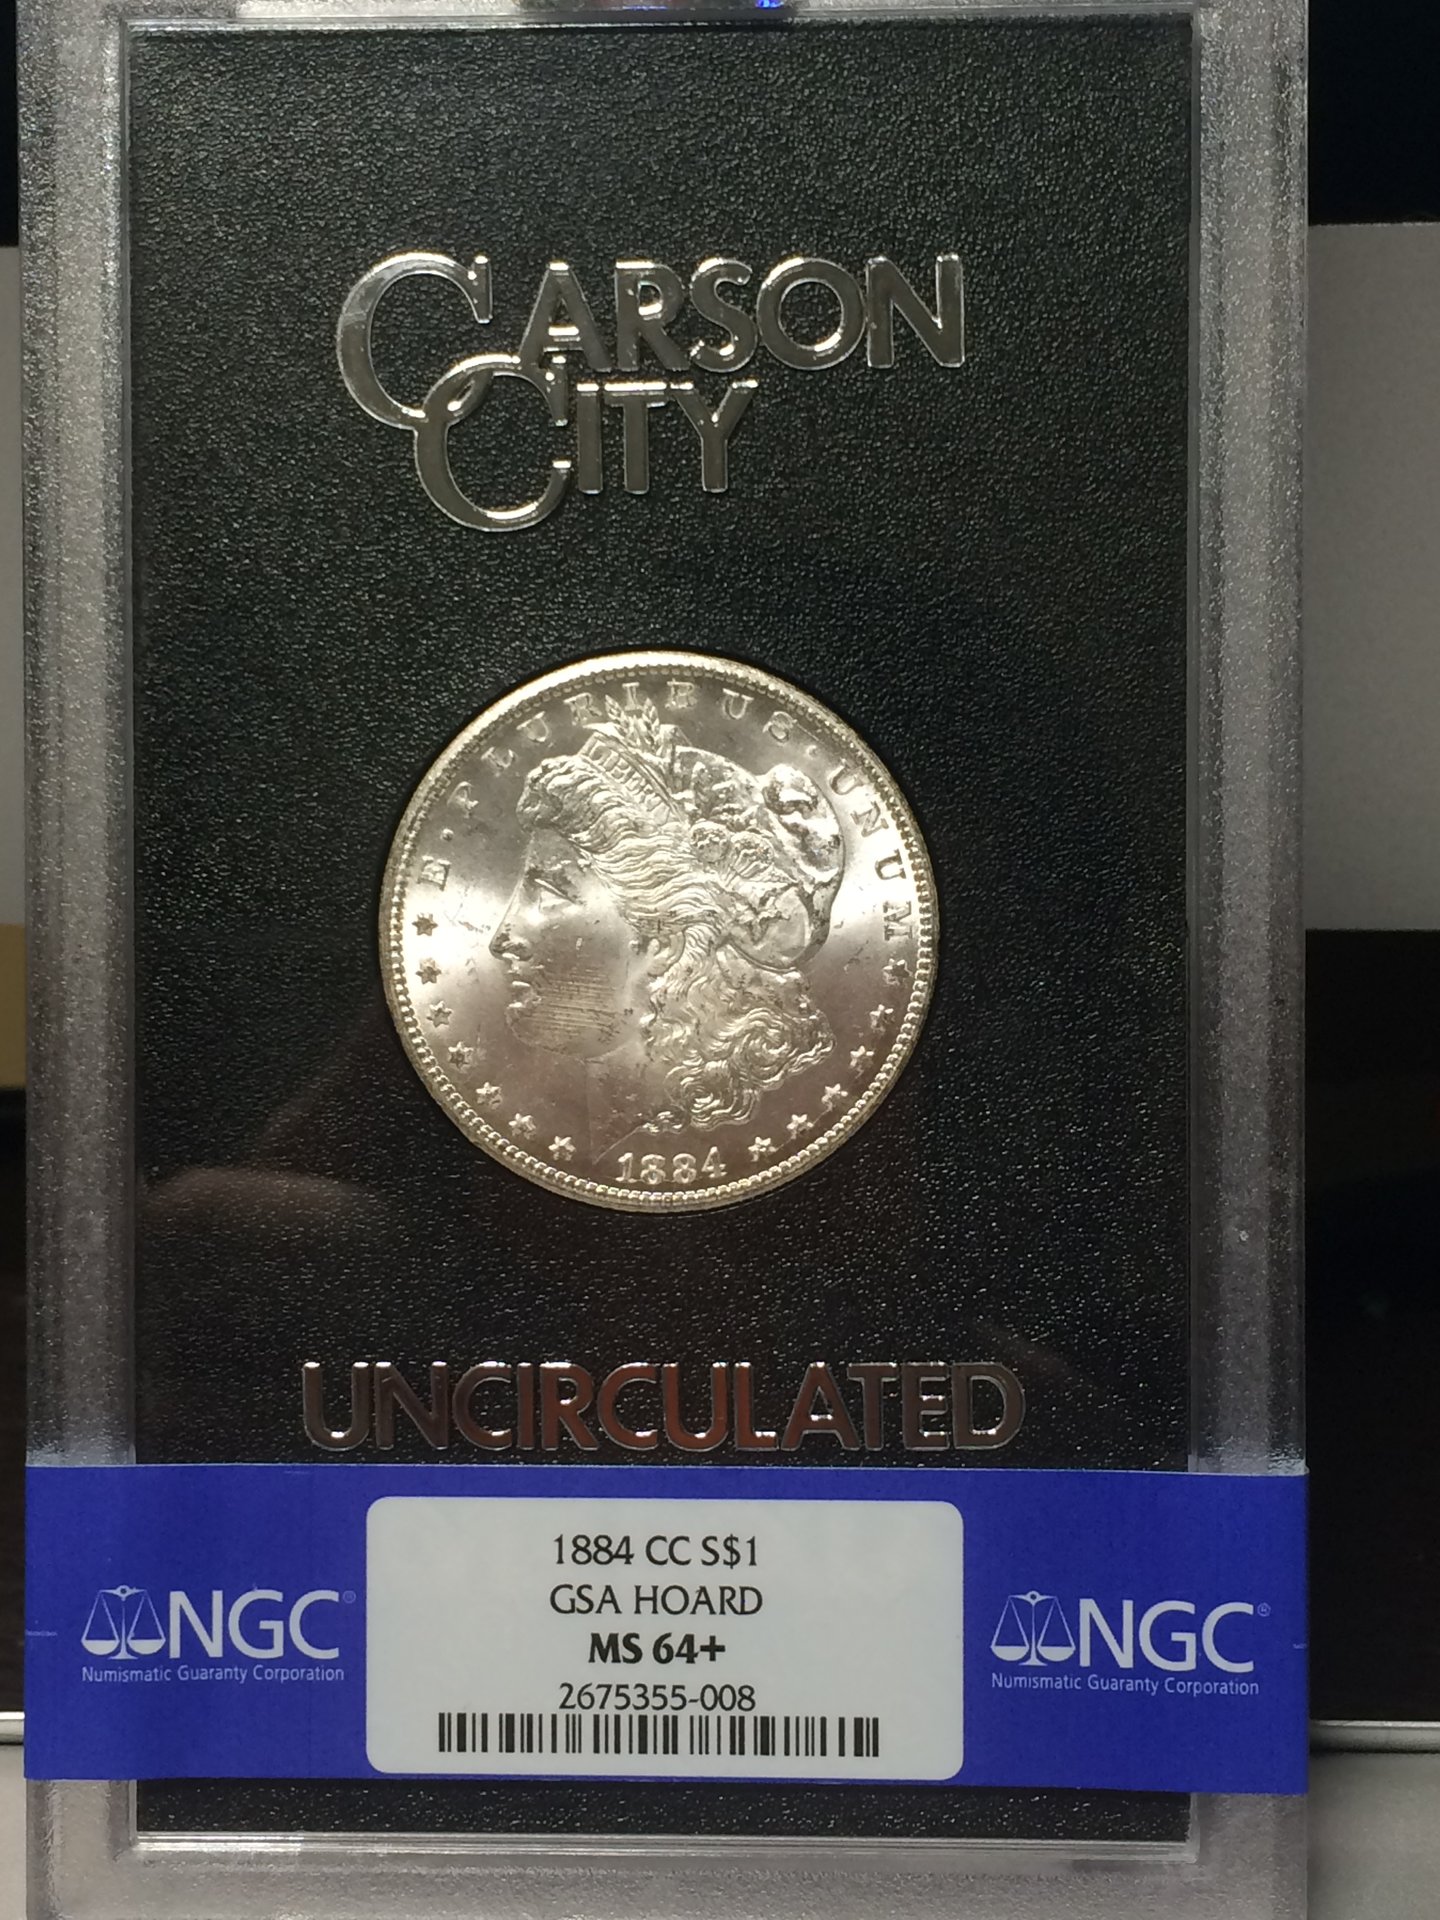 CARSON
CITY
E · PLURIBUS · UNUM
LIBERTY
1884
UNCIRCULATED
1884 CC S$1
GSA HOARD
MS 64+
2675355-008
NGC®
Numismatic Guaranty Corporation
NGC®
Numismatic Guaranty Corporation